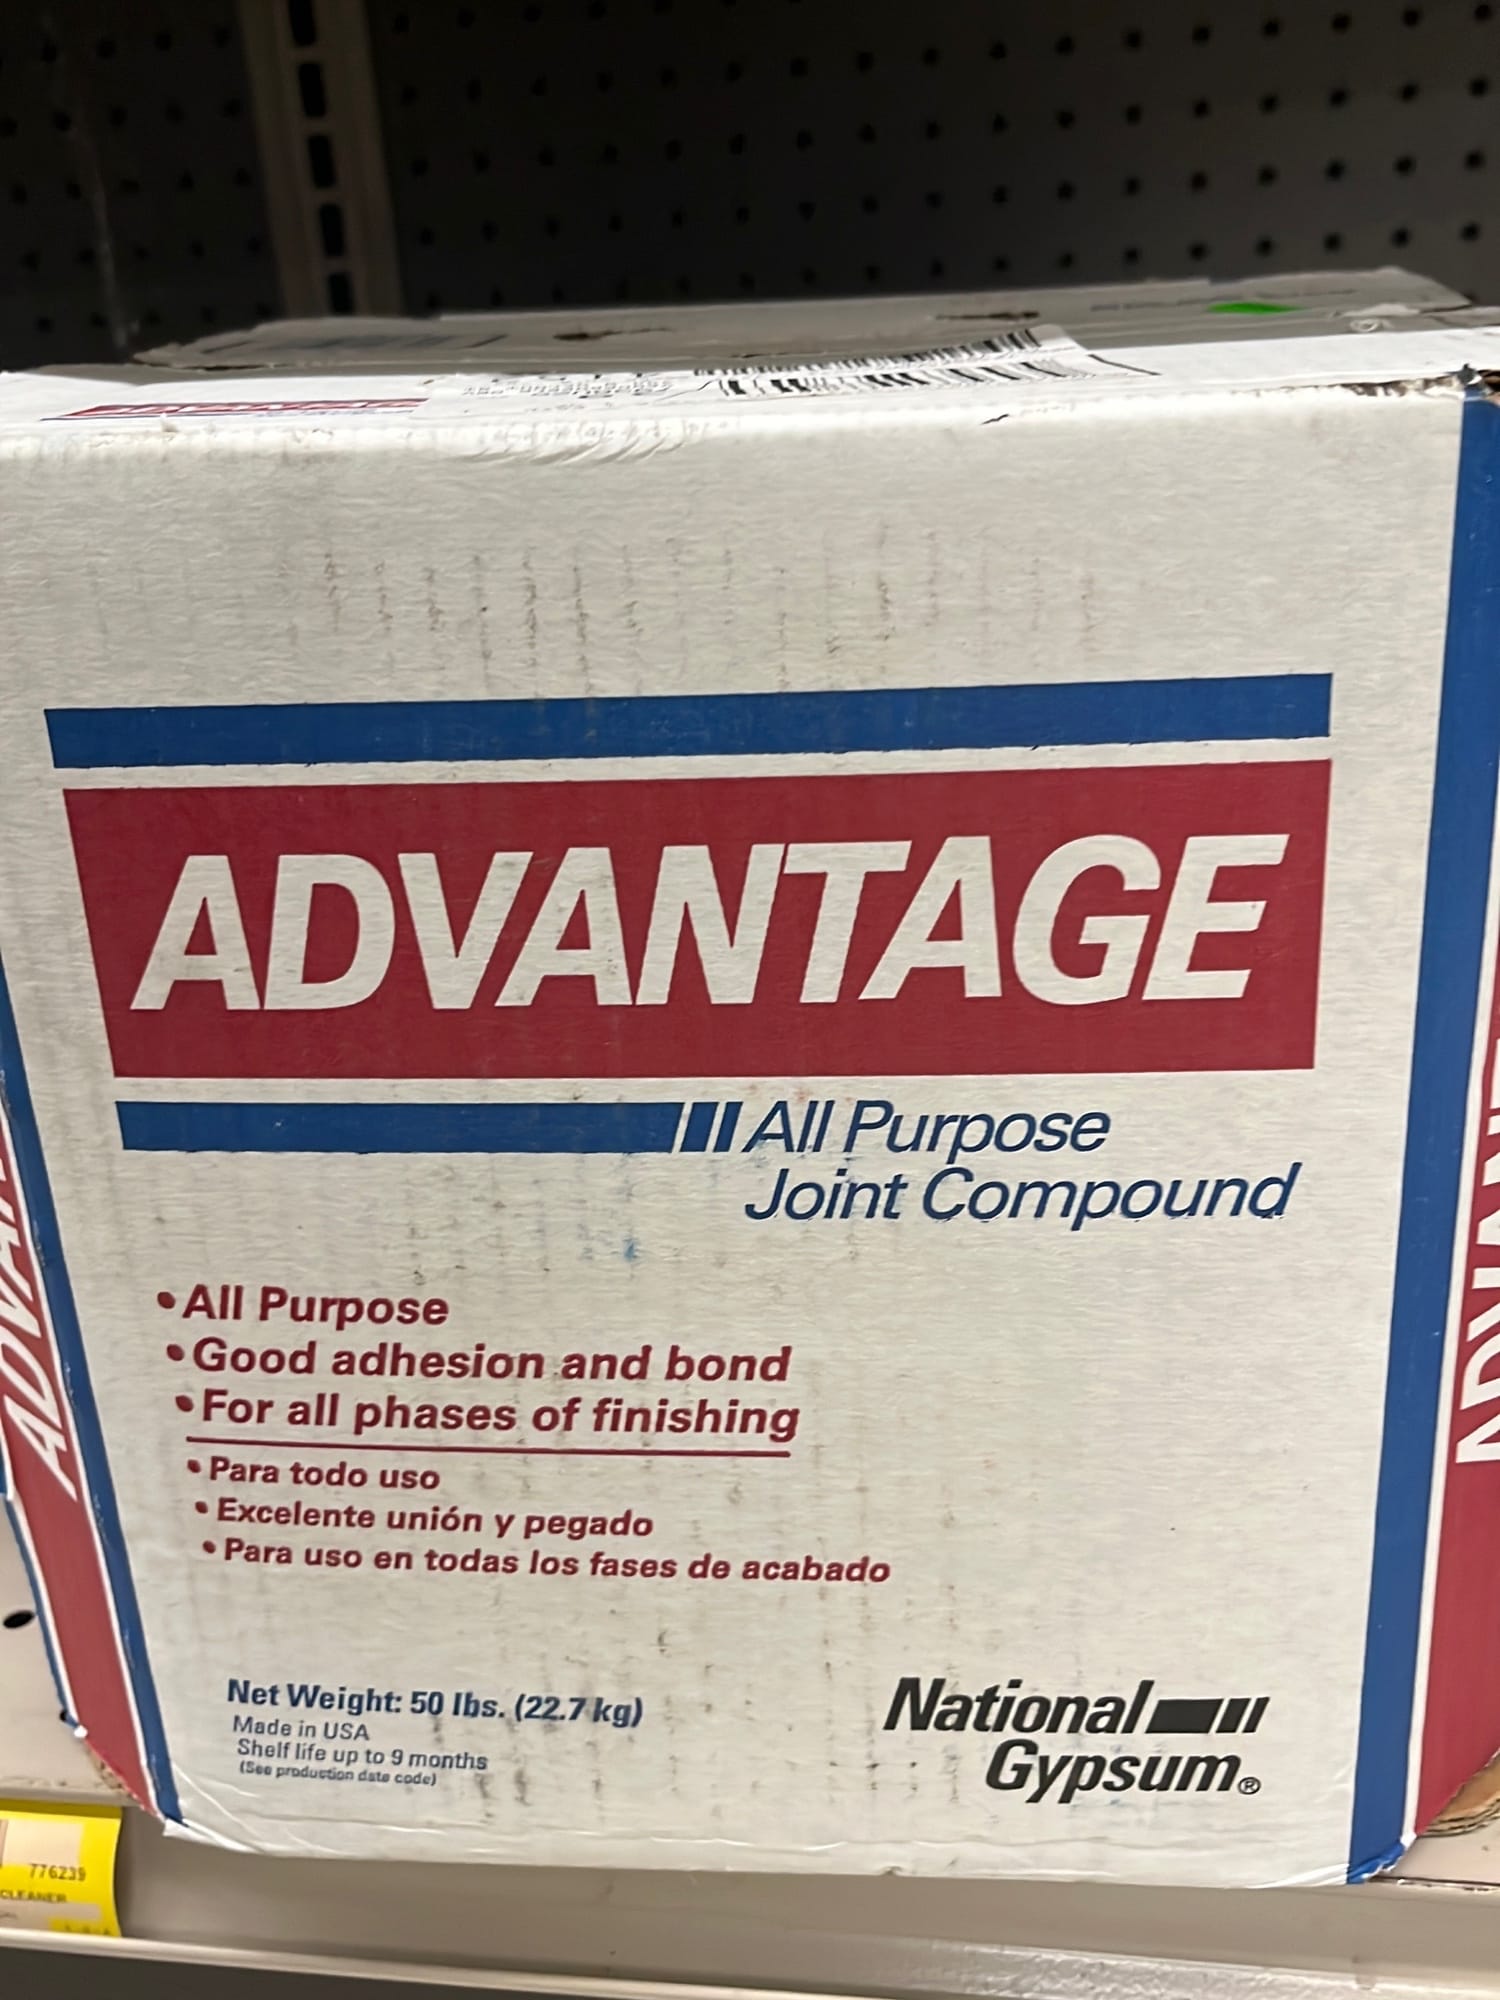 ADVANTAGE
All Purpose
Joint Compound
• All Purpose
• Good adhesion and bond
• For all phases of finishing
• Para todo uso
• Excelente unión y pegado
• Para uso en todas los fases de acabado
Net Weight: 50 lbs. (22.7 kg)
Made in USA
Shelf life up to 9 months
(See production date code)
National
Gypsum®
776239
CLEANER